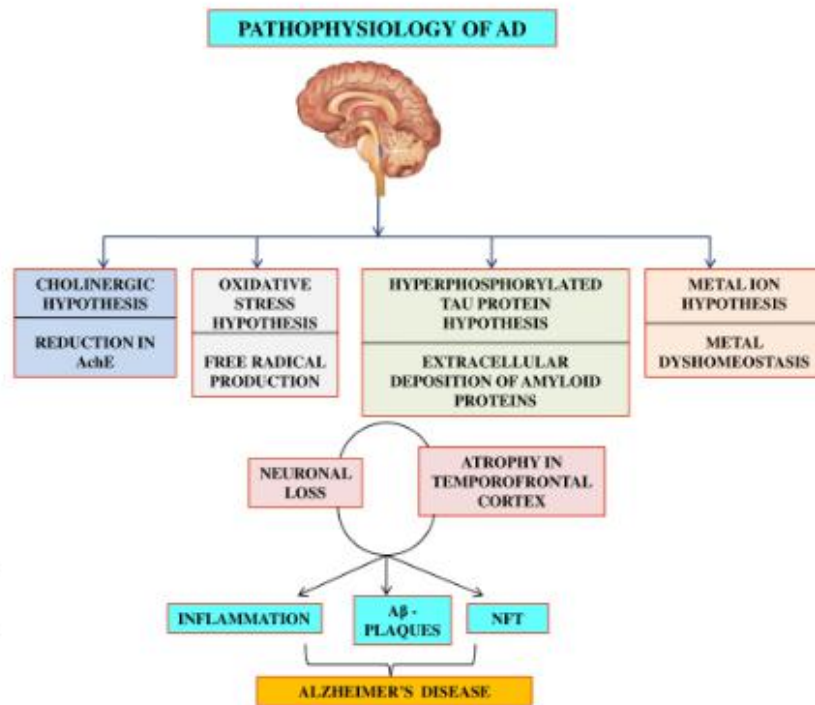 PATHOPHYSIOLOGY OF AD
CHOLINERGIC
HYPOTHESIS
REDUCTION IN
AchE
OXIDATIVE
STRESS
HYPOTHESIS
FREE RADICAL
PRODUCTION
HYPERPHOSPHORYLATED
TAU PROTEIN
HYPOTHESIS
EXTRACELLULAR
DEPOSITION OF AMYLOID
PROTEINS
METAL ION
HYPOTHESIS
METAL
DYSHOMEOSTASIS
NEURONAL
LOSS
ATROPHY IN
TEMPOROFRONTAL
CORTEX
INFLAMMATION
Aβ -
PLAQUES
NFT
ALZHEIMER'S DISEASE